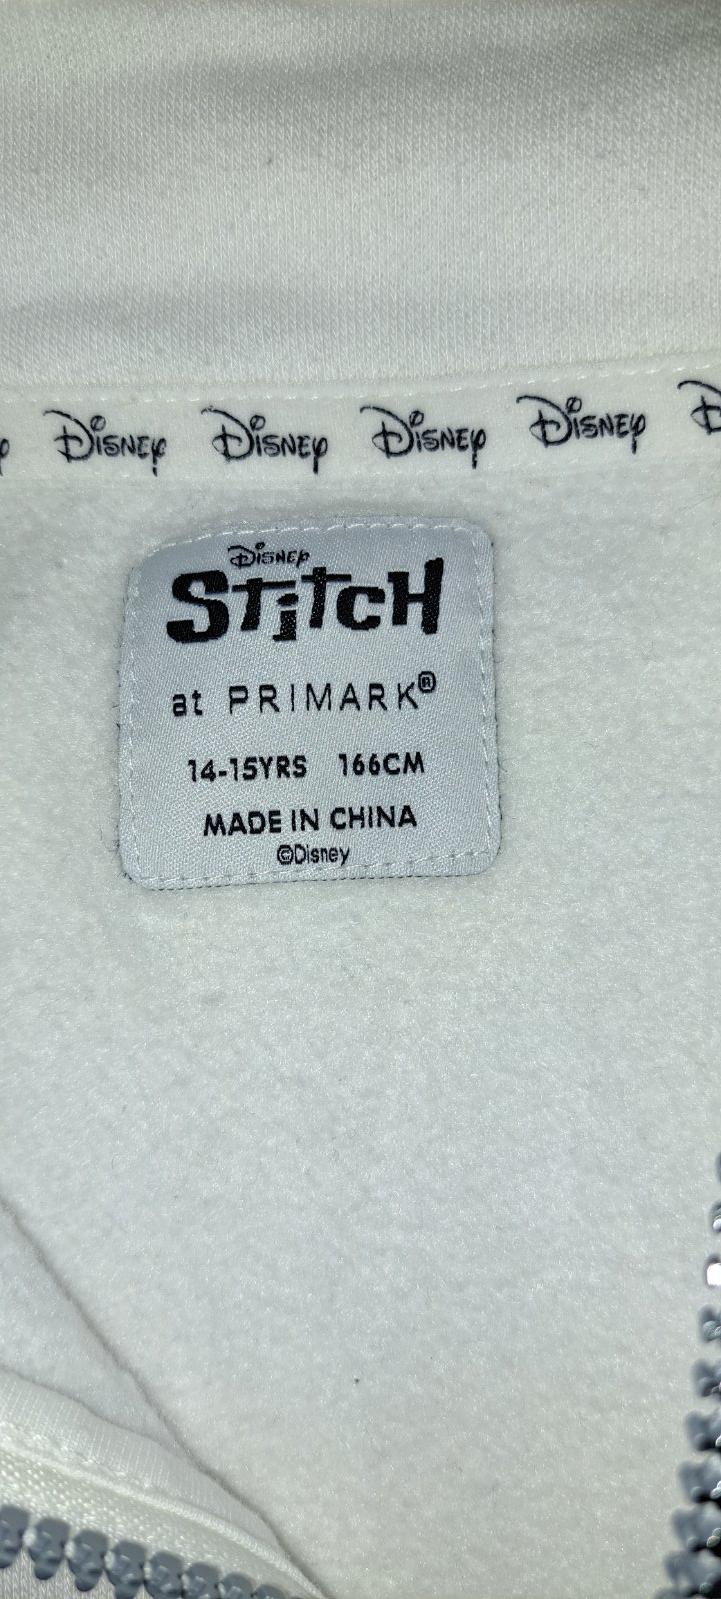 Disney Disney Disney Disney
Disney
Stitch
at PRIMARK®
14-15YRS 166CM
MADE IN CHINA
©Disney